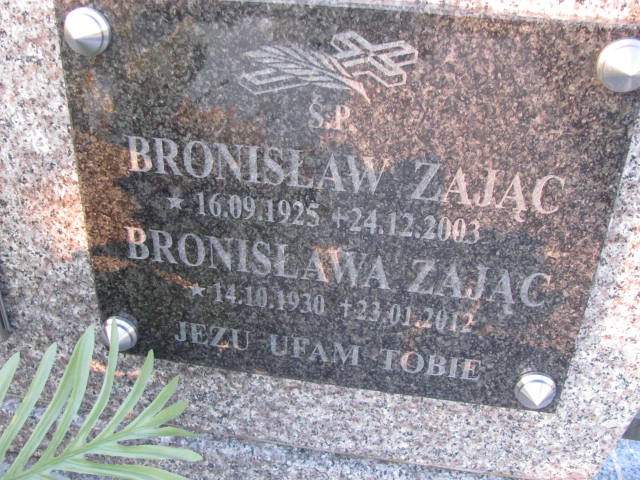 Ś.P.
BRONISŁAW ZAJĄC
★ 16.09.1925 +24.12.2003
BRONISŁAWA ZAJĄC
★ 14.10.1930 +23.01.2012
JEZU UFAM TOBIE